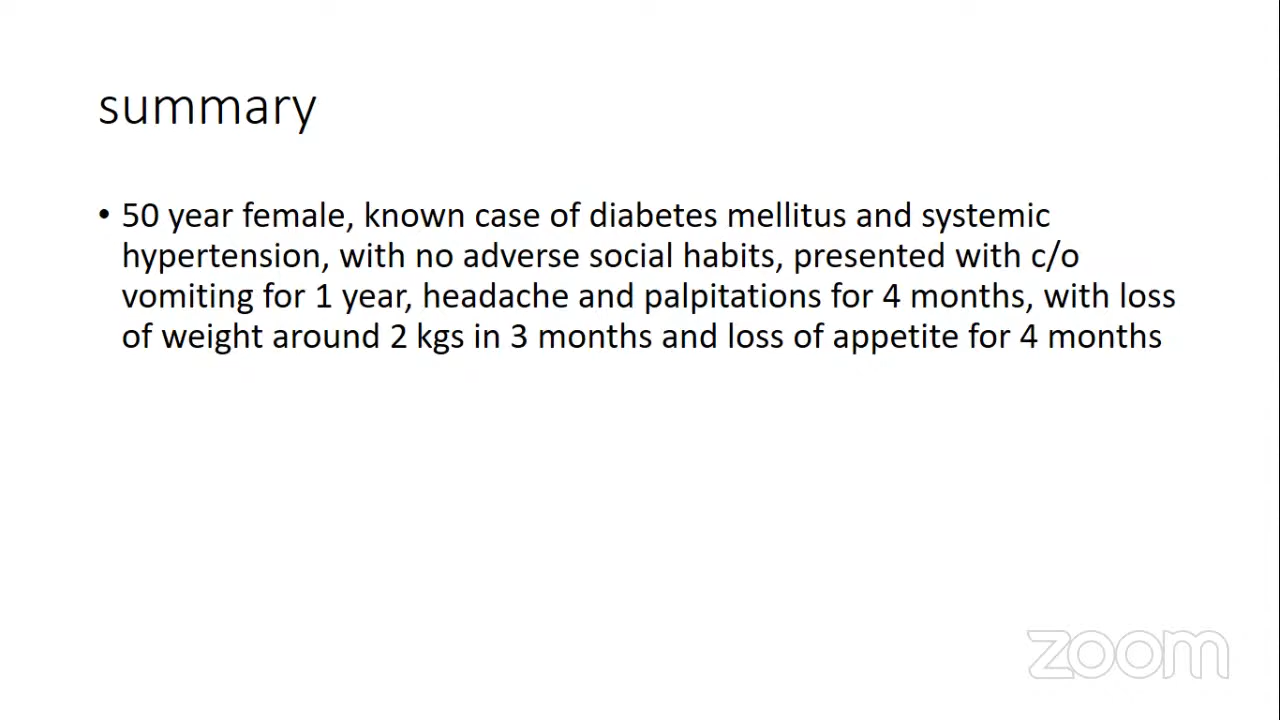 summary
• 50 year female, known case of diabetes mellitus and systemic
hypertension, with no adverse social habits, presented with c/o
vomiting for 1 year, headache and palpitations for 4 months, with loss
of weight around 2 kgs in 3 months and loss of appetite for 4 months
zoom